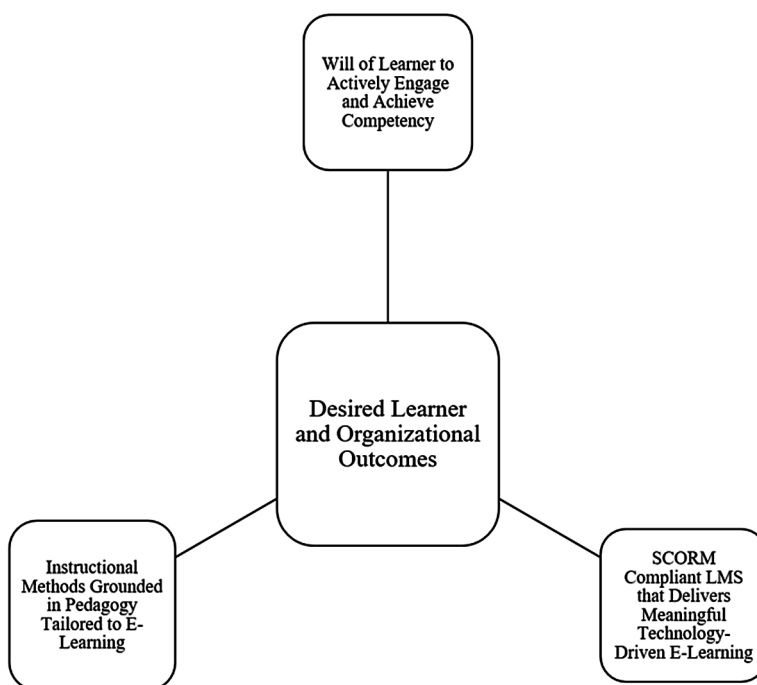 Will of Learner to
Actively Engage
and Achieve
Competency
Desired Learner
and Organizational
Outcomes
Instructional
Methods Grounded
in Pedagogy
Tailored to E-
Learning
SCORM
Compliant LMS
that Delivers
Meaningful
Technology-
Driven E-Learning